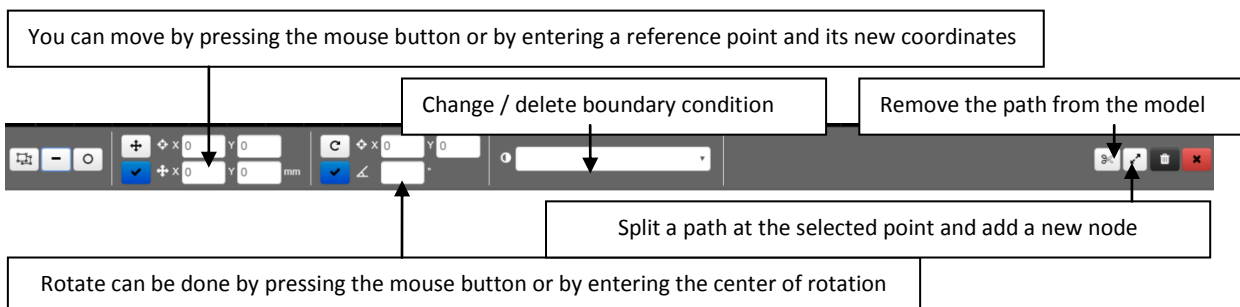 You can move by pressing the mouse button or by entering a reference point and its new coordinates
Change / delete boundary condition
Remove the path from the model
X 0 Y 0
X 0 Y 0 mm
X 0 Y 0
°
Split a path at the selected point and add a new node
Rotate can be done by pressing the mouse button or by entering the center of rotation